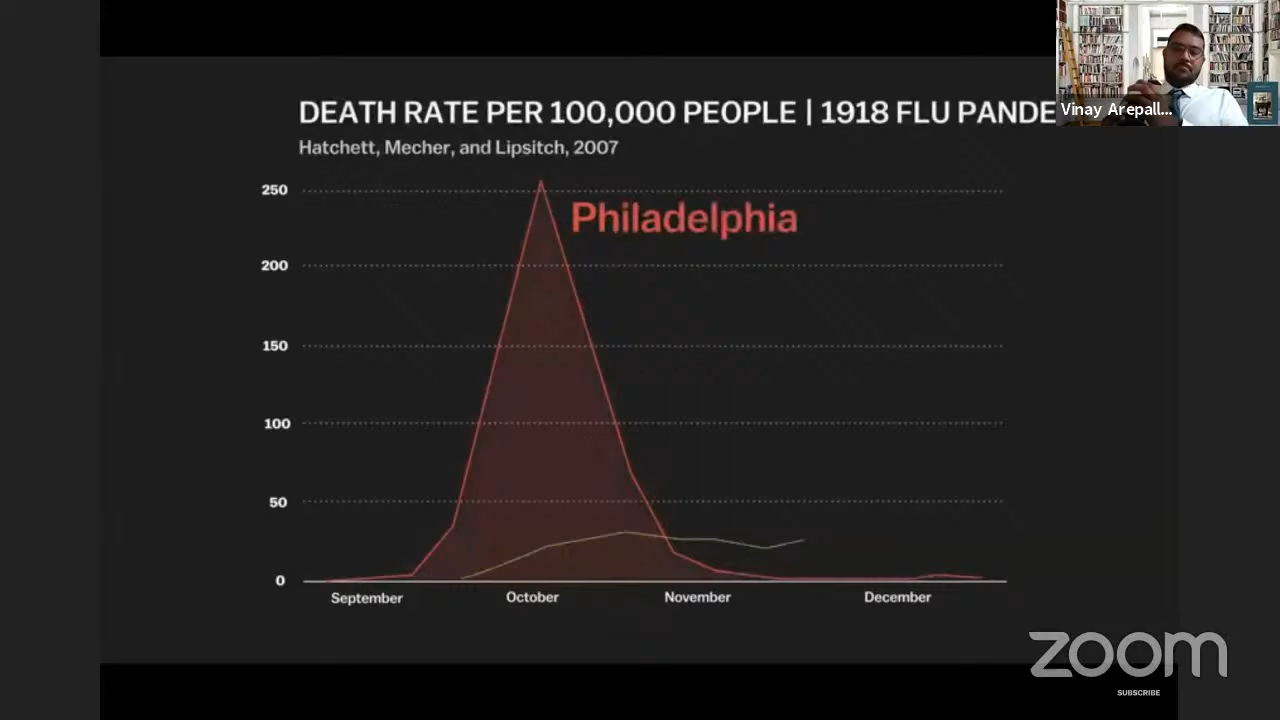 DEATH RATE PER 100,000 PEOPLE | 1918 FLU PANDE
Vinay Arepall...
Hatchett, Mecher, and Lipsitch, 2007
250
Philadelphia
200
150
100
50
0
September October November December
zoom
SUBSCRIBE